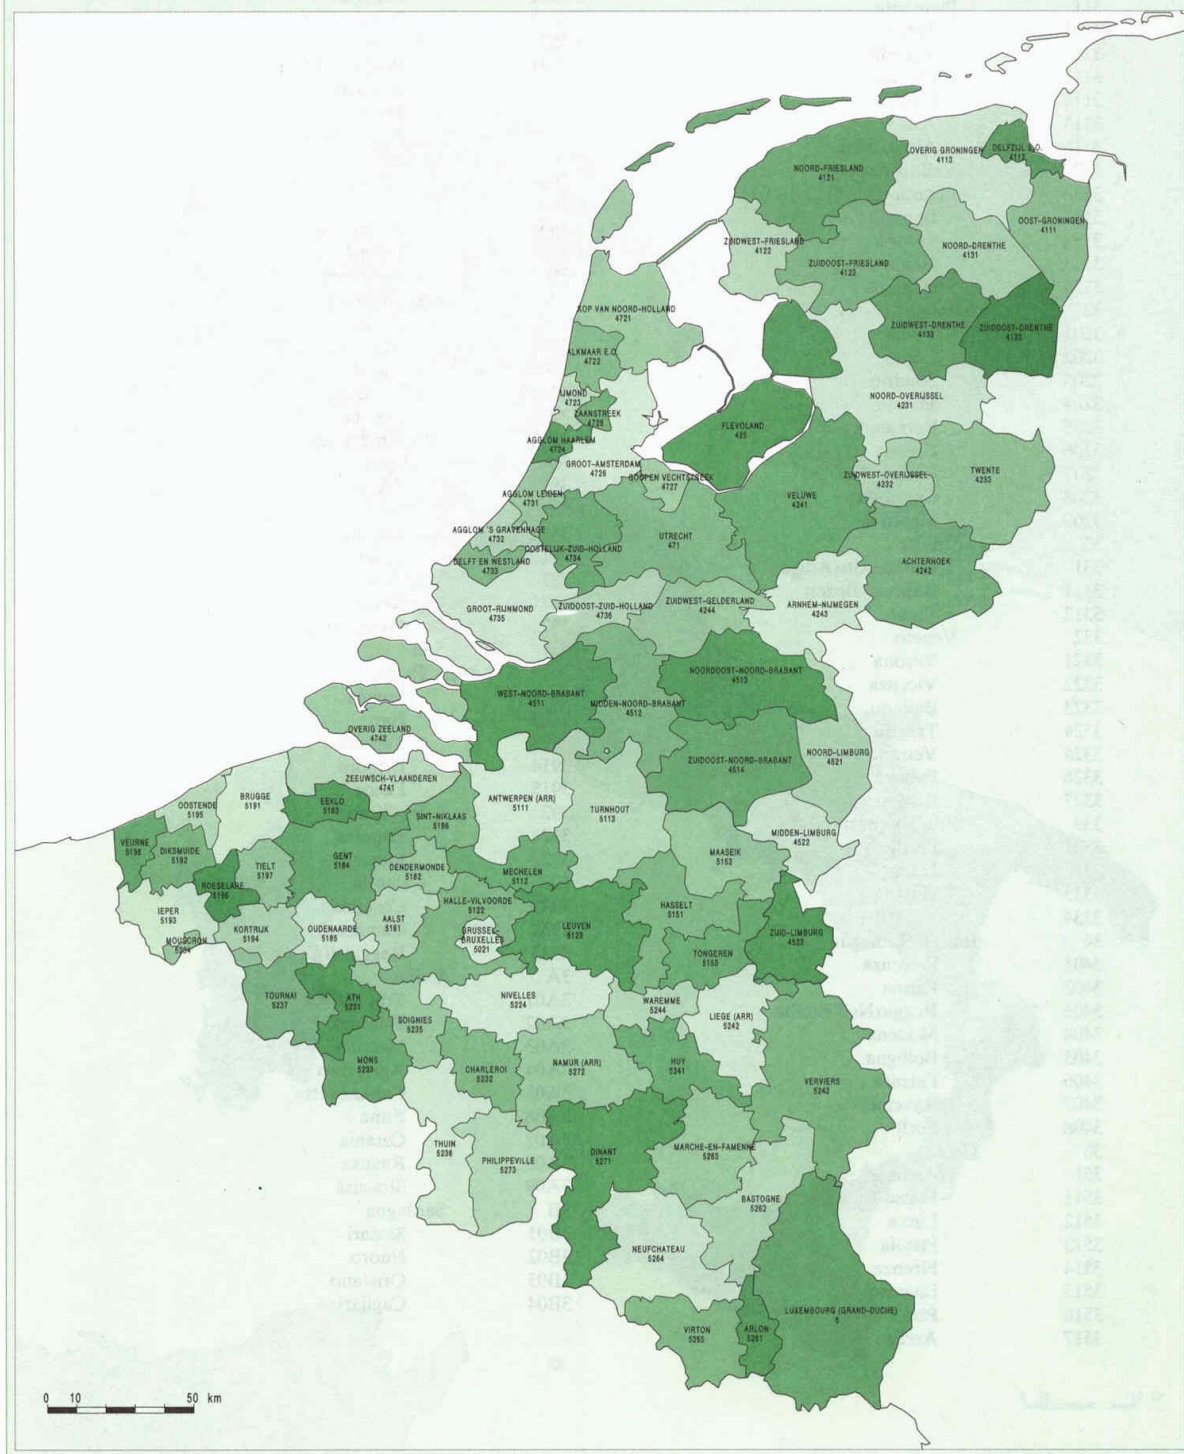 OVERIG GRONINGEN
4113
DELFZIJL E.O.
4112
NOORD-FRIESLAND
4121
OOST-GRONINGEN
4111
ZUIDWEST-FRIESLAND
4122
NOORD-DRENTHE
4131
ZUIDOOST-FRIESLAND
4123
KOP VAN NOORD-HOLLAND
4721
ZUIDWEST-DRENTHE
4133
ZUIDOOST-DRENTHE
4132
ALKMAAR E.O.
4722
IJMOND
4723
NOORD-OVERIJSSEL
4231
ZAANSTREEK
4725
FLEVOLAND
425
AGGLOM HAARLEM
4724
GROOT-AMSTERDAM
4726
GOOI EN VECHTSTREEK
4727
ZUIDWEST-OVERIJSSEL
4232
TWENTE
4233
AGGLOM LEIDEN
4731
VELUWE
4241
AGGLOM 'S GRAVENHAGE
4732
UTRECHT
471
OOSTELIJK-ZUID-HOLLAND
4734
DELFT EN WESTLAND
4733
ACHTERHOEK
4242
GROOT-RIJNMOND
4735
ZUIDOOST-ZUID-HOLLAND
4736
ZUIDWEST-GELDERLAND
4244
ARNHEM-NIJMEGEN
4243
NOORDOOST-NOORD-BRABANT
4513
WEST-NOORD-BRABANT
4511
MIDDEN-NOORD-BRABANT
4512
OVERIG ZEELAND
4742
ZUIDOOST-NOORD-BRABANT
4514
NOORD-LIMBURG
4521
ZEEUWSCH-VLAANDEREN
4741
BRUGGE
5191
OOSTENDE
5195
EEKLO
5183
ANTWERPEN (ARR)
5111
TURNHOUT
5113
SINT-NIKLAAS
5186
MIDDEN-LIMBURG
4522
VEURNE
5198
DIKSMUIDE
5192
MAASEIK
5152
GENT
5184
TIELT
5197
DENDERMONDE
5182
MECHELEN
5112
ROESELARE
5196
HALLE-VILVOORDE
5122
HASSELT
5151
IEPER
5193
AALST
5181
LEUVEN
5123
KORTRIJK
5194
OUDENAARDE
5185
BRUSSEL-
BRUXELLES
5021
ZUID-LIMBURG
4523
MOUSCRON
5234
TONGEREN
5153
TOURNAI
5237
ATH
5231
NIVELLES
5224
WAREMME
5244
LIEGE (ARR)
5242
SOIGNIES
5235
MONS
5233
CHARLEROI
5232
NAMUR (ARR)
5272
HUY
5241
VERVIERS
5243
THUIN
5236
PHILIPPEVILLE
5273
DINANT
5271
MARCHE-EN-FAMENNE
5263
BASTOGNE
5262
NEUFCHATEAU
5264
LUXEMBOURG (GRAND-DUCHE)
6
VIRTON
5265
ARLON
5261
0 10 50 km